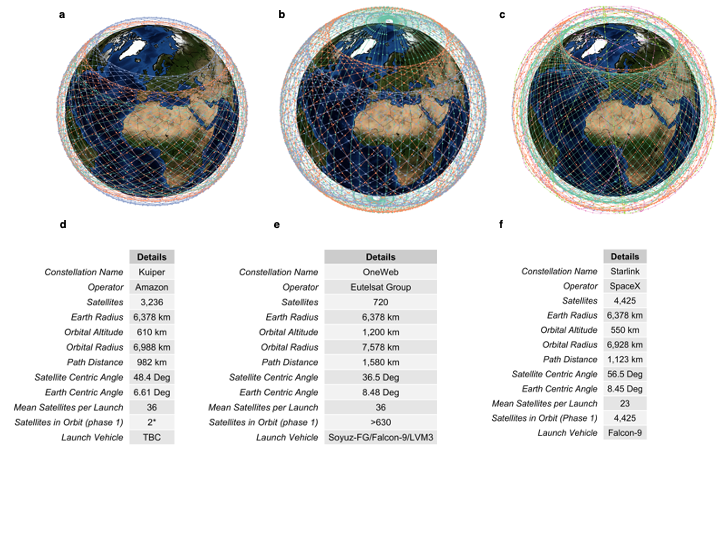 a
b
c
d
e
f
Details
Constellation Name Kuiper
Operator Amazon
Satellites 3,236
Earth Radius 6,378 km
Orbital Altitude 610 km
Orbital Radius 6,988 km
Path Distance 982 km
Satellite Centric Angle 48.4 Deg
Earth Centric Angle 6.61 Deg
Mean Satellites per Launch 36
Satellites in Orbit (phase 1) 2*
Launch Vehicle TBC
Details
Constellation Name OneWeb
Operator Eutelsat Group
Satellites 720
Earth Radius 6,378 km
Orbital Altitude 1,200 km
Orbital Radius 7,578 km
Path Distance 1,580 km
Satellite Centric Angle 36.5 Deg
Earth Centric Angle 8.48 Deg
Mean Satellites per Launch 36
Satellites in Orbit (phase 1) >630
Launch Vehicle Soyuz-FG/Falcon-9/LVM3
Details
Constellation Name Starlink
Operator SpaceX
Satellites 4,425
Earth Radius 6,378 km
Orbital Altitude 550 km
Orbital Radius 6,928 km
Path Distance 1,123 km
Satellite Centric Angle 56.5 Deg
Earth Centric Angle 8.45 Deg
Mean Satellites per Launch 23
Satellites in Orbit (Phase 1) 4,425
Launch Vehicle Falcon-9